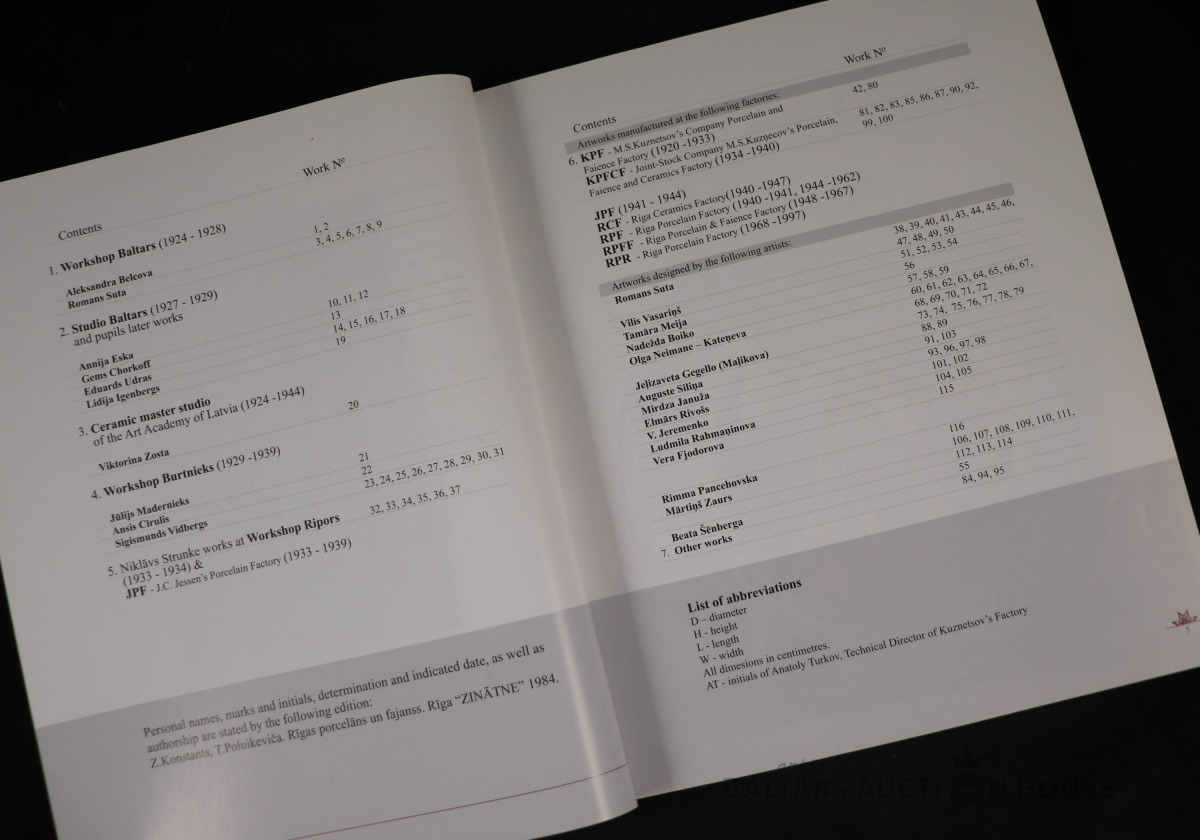 Contents
Work Nº
1. Workshop Baltars (1924 - 1928)
Aleksandra Belcova 1, 2
Romans Suta 3, 4, 5, 6, 7, 8, 9
2. Studio Baltars (1927 - 1929)
and pupils later works
Annija Eska 10, 11, 12
Gems Chorkoff 13
Eduards Udras 14, 15, 16, 17, 18
Lidija Igenbergs 19
3. Ceramic master studio
of the Art Academy of Latvia (1924 -1944)
Viktorina Zosta 20
4. Workshop Burtnieks (1929 -1939)
Jūlijs Madernieks 21
Ansis Cīrulis 22
Sigismunds Vidbergs 23, 24, 25, 26, 27, 28, 29, 30, 31
5. Niklāvs Strunke works at Workshop Ripors 32, 33, 34, 35, 36, 37
(1933 - 1934) &
JPF - J.C. Jessen's Porcelain Factory (1933 - 1939)
Personal names, marks and initials, determination and indicated date, as well as
authorship are stated by the following edition:
Z.Konstants, T.Poluikeviča. Rīgas porcelāns un fajanss. Rīga “ZINĀTNE” 1984.
Contents
Work Nº
Artworks manufactured at the following factories:
6. KPF - M.S.Kuznetsov's Company Porcelain and 42, 80
Faience Factory (1920 -1933)
KPFCF - Joint-Stock Company M.S.Kuzņecov's Porcelain, 81, 82, 83, 85, 86, 87, 90, 92,
Faience and Ceramics Factory (1934 -1940) 99, 100
JPF (1941 - 1944)
RCF - Riga Ceramics Factory(1940 -1947)
RPF - Riga Porcelain Factory (1940 -1941, 1944 -1962)
RPFF - Riga Porcelain & Faience Factory (1948 -1967)
RPR - Riga Porcelain Factory (1968 -1997)
Artworks designed by the following artists:
Romans Suta 38, 39, 40, 41, 43, 44, 45, 46,
47, 48, 49, 50
Vilis Vasariņš 51, 52, 53, 54
Tamāra Meija 56
Nadežda Boiko 57, 58, 59
Olga Neimane – Kateņeva 60, 61, 62, 63, 64, 65, 66, 67,
68, 69, 70, 71, 72
Jeļizaveta Gegello (Maļikova) 73, 74, 75, 76, 77, 78, 79
Auguste Siliņa 88, 89
Mirdza Januža 91, 103
Elmārs Rivošs 93, 96, 97, 98
V. Jeremenko 101, 102
Ludmila Rahmaņinova 104, 105
Vera Fjodorova 115
Rimma Pancehovska 116
Mārtiņš Zaurs 106, 107, 108, 109, 110, 111,
112, 113, 114
Beata Šēnberga 55
7. Other works 84, 94, 95
List of abbreviations
D – diameter
H - height
L - length
W - width
All dimesions in centimetres.
AT - initials of Anatoly Turkov, Technical Director of Kuznetsov's Factory
5
BALTARS AUCTION HOUSE